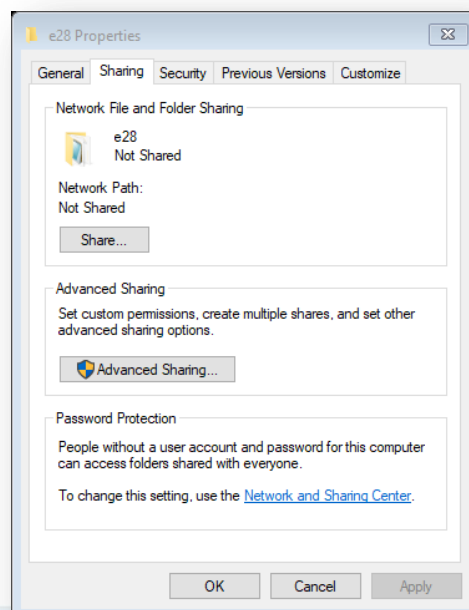 e28 Properties
General Sharing Security Previous Versions Customize
Network File and Folder Sharing
e28
Not Shared
Network Path:
Not Shared
Share...
Advanced Sharing
Set custom permissions, create multiple shares, and set other
advanced sharing options.
Advanced Sharing...
Password Protection
People without a user account and password for this computer
can access folders shared with everyone.
To change this setting, use the Network and Sharing Center.
OK Cancel Apply